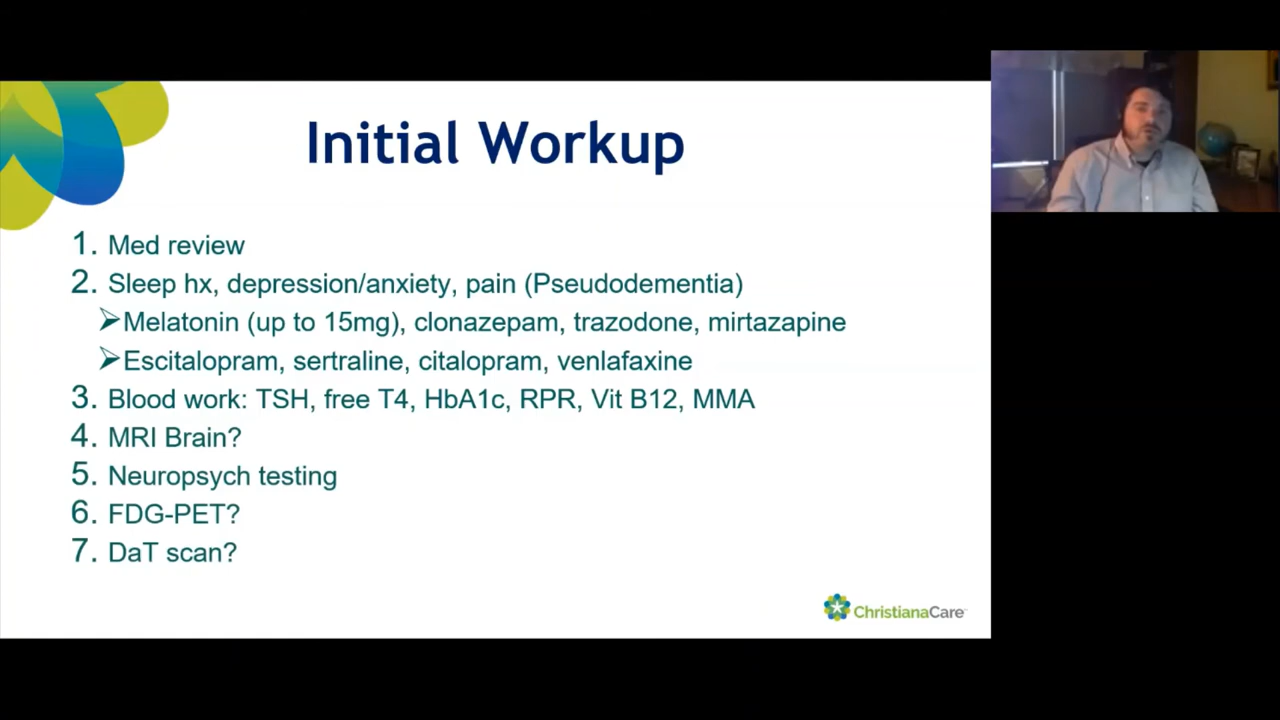 Initial Workup
1. Med review
2. Sleep hx, depression/anxiety, pain (Pseudodementia)
➢Melatonin (up to 15mg), clonazepam, trazodone, mirtazapine
➢Escitalopram, sertraline, citalopram, venlafaxine
3. Blood work: TSH, free T4, HbA1c, RPR, Vit B12, MMA
4. MRI Brain?
5. Neuropsych testing
6. FDG-PET?
7. DaT scan?
ChristianaCare